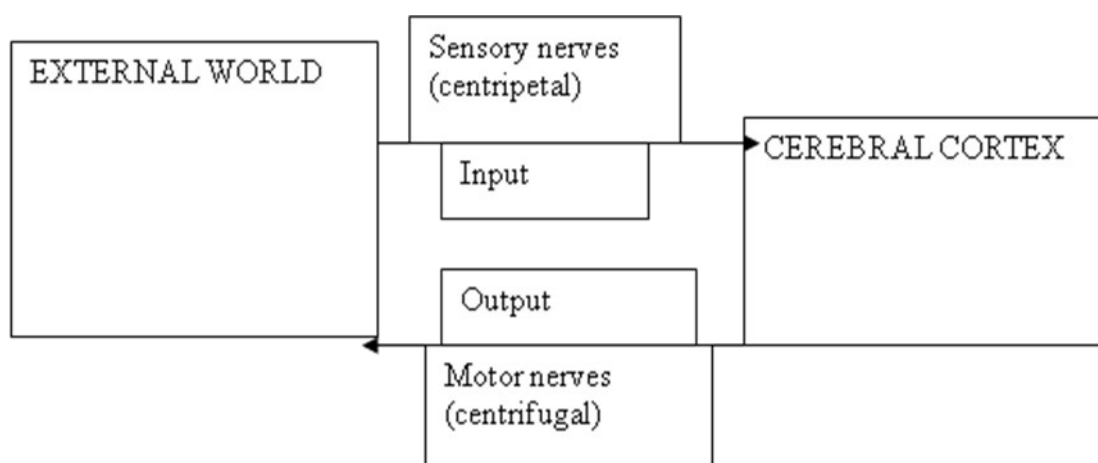 EXTERNAL WORLD
Sensory nerves
(centripetal)
Input
CEREBRAL CORTEX
Output
Motor nerves
(centrifugal)